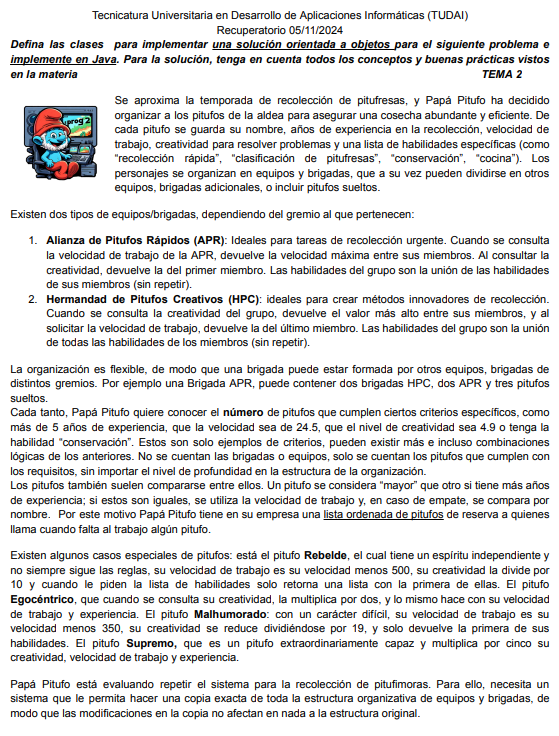 Tecnicatura Universitaria en Desarrollo de Aplicaciones Informáticas (TUDAI)
Recuperatorio 05/11/2024
Defina las clases para implementar una solución orientada a objetos para el siguiente problema e
implemente en Java. Para la solución, tenga en cuenta todos los conceptos y buenas prácticas vistos
en la materia TEMA 2
prog 2
Se aproxima la temporada de recolección de pitufresas, y Papá Pitufo ha decidido
organizar a los pitufos de la aldea para asegurar una cosecha abundante y eficiente. De
cada pitufo se guarda su nombre, años de experiencia en la recolección, velocidad de
trabajo, creatividad para resolver problemas y una lista de habilidades específicas (como
“recolección rápida”, “clasificación de pitufresas”, “conservación”, “cocina”). Los
personajes se organizan en equipos y brigadas, que a su vez pueden dividirse en otros
equipos, brigadas adicionales, o incluir pitufos sueltos.
Existen dos tipos de equipos/brigadas, dependiendo del gremio al que pertenecen:
1. Alianza de Pitufos Rápidos (APR): Ideales para tareas de recolección urgente. Cuando se consulta
la velocidad de trabajo de la APR, devuelve la velocidad máxima entre sus miembros. Al consultar la
creatividad, devuelve la del primer miembro. Las habilidades del grupo son la unión de las habilidades
de sus miembros (sin repetir).
2. Hermandad de Pitufos Creativos (HPC): ideales para crear métodos innovadores de recolección.
Cuando se consulta la creatividad del grupo, devuelve el valor más alto entre sus miembros, y al
solicitar la velocidad de trabajo, devuelve la del último miembro. Las habilidades del grupo son la unión
de todas las habilidades de los miembros (sin repetir).
La organización es flexible, de modo que una brigada puede estar formada por otros equipos, brigadas de
distintos gremios. Por ejemplo una Brigada APR, puede contener dos brigadas HPC, dos APR y tres pitufos
sueltos.
Cada tanto, Papá Pitufo quiere conocer el número de pitufos que cumplen ciertos criterios específicos, como
más de 5 años de experiencia, que la velocidad sea de 24.5, que el nivel de creatividad sea 4.9 o tenga la
habilidad “conservación”. Estos son solo ejemplos de criterios, pueden existir más e incluso combinaciones
lógicas de los anteriores. No se cuentan las brigadas o equipos, solo se cuentan los pitufos que cumplen con
los requisitos, sin importar el nivel de profundidad en la estructura de la organización.
Los pitufos también suelen compararse entre ellos. Un pitufo se considera “mayor” que otro si tiene más años
de experiencia; si estos son iguales, se utiliza la velocidad de trabajo y, en caso de empate, se compara por
nombre. Por este motivo Papá Pitufo tiene en su empresa una lista ordenada de pitufos de reserva a quienes
llama cuando falta al trabajo algún pitufo.
Existen algunos casos especiales de pitufos: está el pitufo Rebelde, el cual tiene un espíritu independiente y
no siempre sigue las reglas, su velocidad de trabajo es su velocidad menos 500, su creatividad la divide por
10 y cuando le piden la lista de habilidades solo retorna una lista con la primera de ellas. El pitufo
Egocéntrico, que cuando se consulta su creatividad, la multiplica por dos, y lo mismo hace con su velocidad
de trabajo y experiencia. El pitufo Malhumorado: con un carácter difícil, su velocidad de trabajo es su
velocidad menos 350, su creatividad se reduce dividiéndose por 19, y solo devuelve la primera de sus
habilidades. El pitufo Supremo, que es un pitufo extraordinariamente capaz y multiplica por cinco su
creatividad, velocidad de trabajo y experiencia.
Papá Pitufo está evaluando repetir el sistema para la recolección de pitufimoras. Para ello, necesita un
sistema que le permita hacer una copia exacta de toda la estructura organizativa de equipos y brigadas, de
modo que las modificaciones en la copia no afecten en nada a la estructura original.